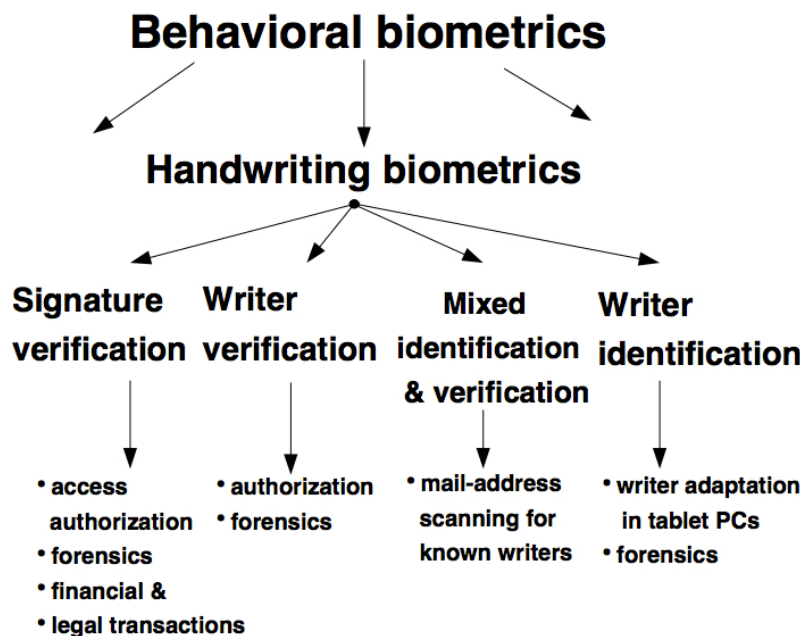 Behavioral biometrics
Handwriting biometrics
Signature
verification
Writer
verification
Mixed
identification
& verification
Writer
identification
• access
authorization
• forensics
• financial &
• legal transactions
• authorization
• forensics
• mail-address
scanning for
known writers
• writer adaptation
in tablet PCs
• forensics